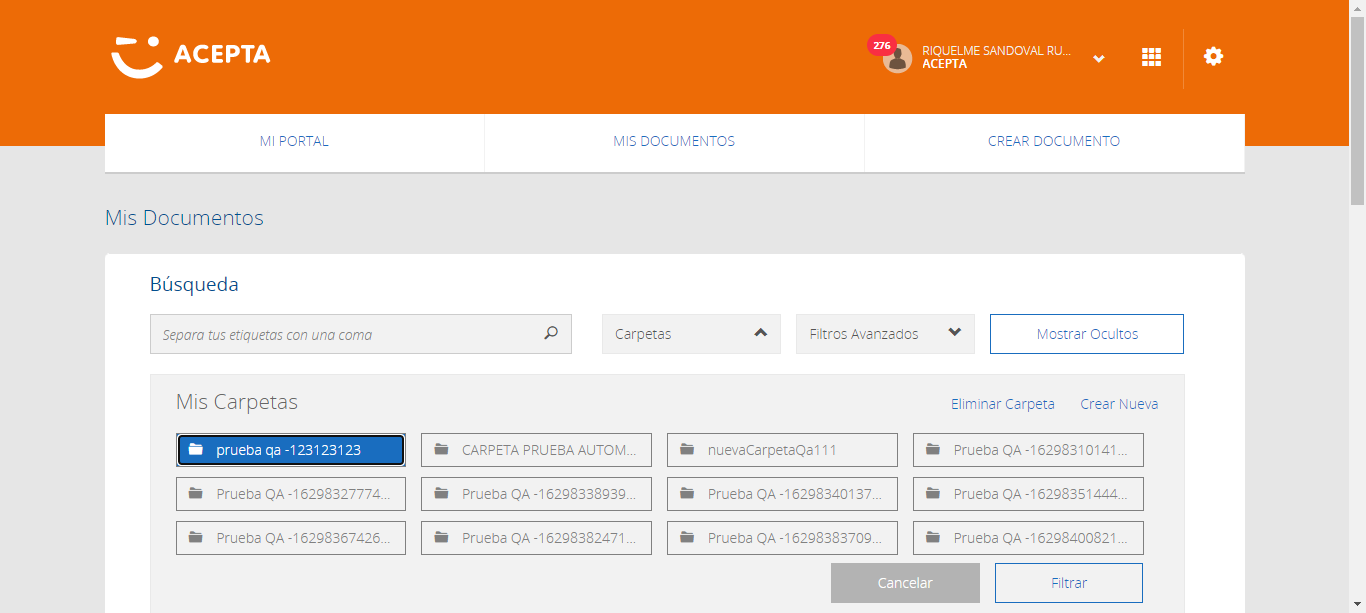 ACEPTA
276
RIQUELME SANDOVAL RU...
ACEPTA
MI PORTAL
MIS DOCUMENTOS
CREAR DOCUMENTO
Mis Documentos
Búsqueda
Separa tus etiquetas con una coma
Carpetas
Filtros Avanzados
Mostrar Ocultos
Mis Carpetas
Eliminar Carpeta
Crear Nueva
prueba qa -123123123
CARPETA PRUEBA AUTOM...
nuevaCarpetaQa111
Prueba QA -16298310141...
Prueba QA -16298327774...
Prueba QA -16298338939...
Prueba QA -16298340137...
Prueba QA -16298351444...
Prueba QA -16298367426...
Prueba QA -16298382471...
Prueba QA -16298383709...
Prueba QA -16298400821...
Cancelar
Filtrar